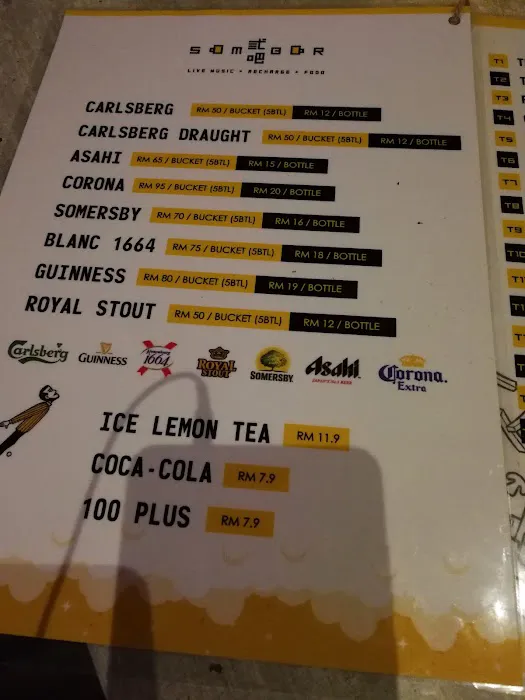 SOMBOR
贰吧
LIVE MUSIC • RECHARGE • FOOD
CARLSBERG RM 50 / BUCKET (5BTL) RM 12 / BOTTLE
CARLSBERG DRAUGHT RM 50 / BUCKET (5BTL) RM 12 / BOTTLE
ASAHI RM 65 / BUCKET (5BTL) RM 15 / BOTTLE
CORONA RM 95 / BUCKET (5BTL) RM 20 / BOTTLE
SOMERSBY RM 70 / BUCKET (5BTL) RM 16 / BOTTLE
BLANC 1664 RM 75 / BUCKET (5BTL) RM 18 / BOTTLE
GUINNESS RM 80 / BUCKET (5BTL) RM 19 / BOTTLE
ROYAL STOUT RM 50 / BUCKET (5BTL) RM 12 / BOTTLE
Carlsberg GUINNESS 1664 ROYAL STOUT SOMERSBY Asahi Corona Extra
ICE LEMON TEA RM 11.9
COCA-COLA RM 7.9
100 PLUS RM 7.9
T1
T2
T3
T4
T5
T6
T7
T8
T9